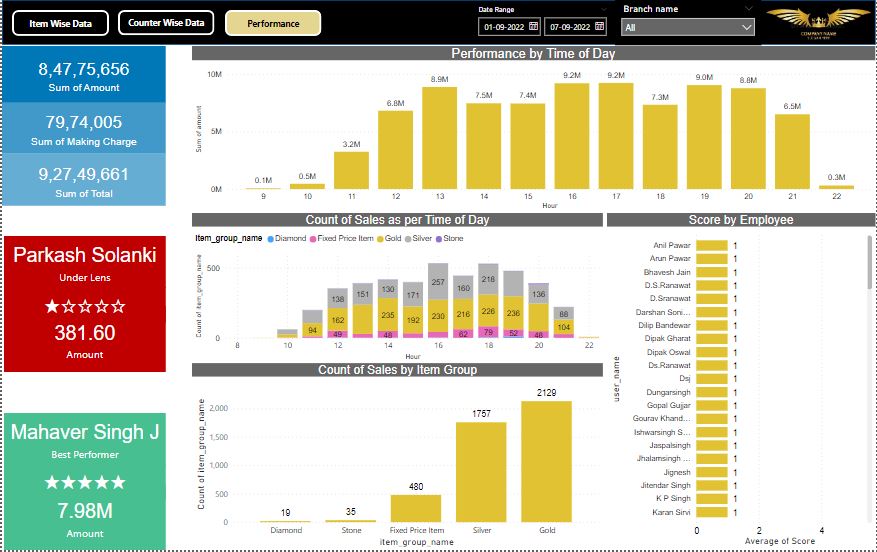 Item Wise Data
Counter Wise Data
Performance
Date Range
01-09-2022
07-09-2022
Branch name
All
COMPANY NAME
8,47,75,656
Sum of Amount
79,74,005
Sum of Making Charge
9,27,49,661
Sum of Total
Parkash Solanki
Under Lens
381.60
Amount
Mahaver Singh J
Best Performer
7.98M
Amount
Performance by Time of Day
Sum of amount
10M
5M
0M
0.1M 0.5M 3.2M 6.8M 8.9M 7.5M 7.4M 9.2M 9.2M 7.3M 9.0M 8.8M 6.5M 0.3M
9 10 11 12 13 14 15 16 17 18 19 20 21 22
Hour
Count of Sales as per Time of Day
Item_group_name Diamond Fixed Price Item Gold Silver Stone
Count of item_group_name
500
0
138 151 130 171 257 160 218 136 88
94 162 235 192 230 216 226 236 104
49 48 62 79 52 46
8 10 12 14 16 18 20 22
Hour
Count of Sales by Item Group
Count of item_group_name
2,000
1,500
1,000
500
0
19 35 480 1757 2129
Diamond Stone Fixed Price Item Silver Gold
item_group_name
Score by Employee
user_name
Anil Pawar 1
Arun Pawar 1
Bhavesh Jain 1
D.S.Ranawat 1
D.Sranawat 1
Darshan Soni... 1
Dilip Bandewar 1
Dipak Gharat 1
Dipak Oswal 1
Ds.Ranawat 1
Dsj 1
Dungarsingh 1
Gopal Gujjar 1
Gourav Khand... 1
Ishwarsingh S... 1
Jaspalsingh 1
Jhalamsingh ... 1
Jignesh 1
Jitendar Singh 1
K P Singh 1
Karan Sirvi 1
0 2 4
Average of Score